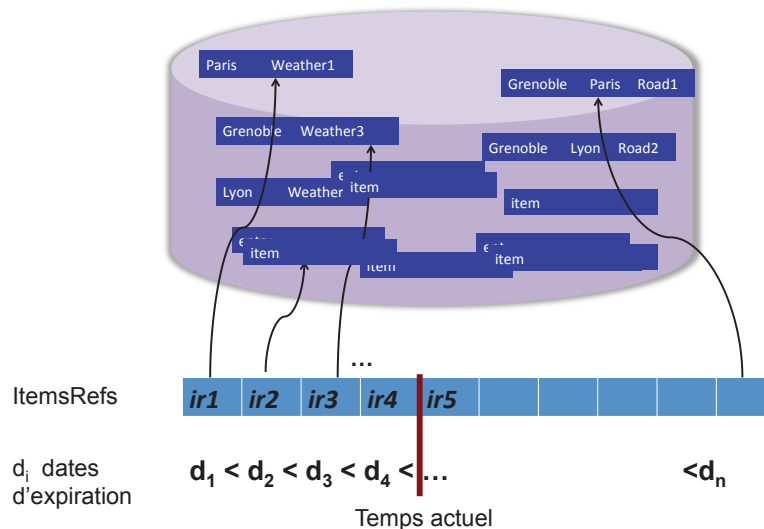 Paris Weather1
Grenoble Paris Road1
Grenoble Weather3
Grenoble Lyon Road2
item
Lyon Weather
item
item
item
item
item
...
ItemsRefs
ir1 ir2 ir3 ir4 ir5
di dates d1 < d2 < d3 < d4 < ... <dn
d'expiration
Temps actuel